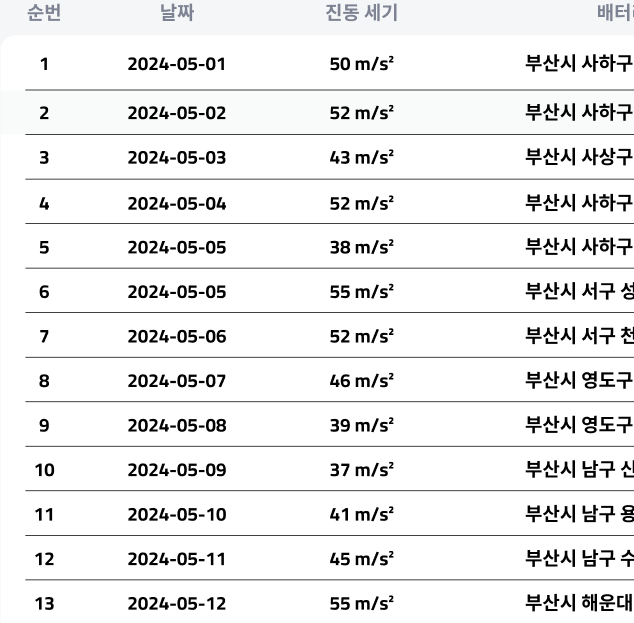 순번 날짜 진동 세기 배터
1 2024-05-01 50 m/s² 부산시 사하구
2 2024-05-02 52 m/s² 부산시 사하구
3 2024-05-03 43 m/s² 부산시 사상구
4 2024-05-04 52 m/s² 부산시 사하구
5 2024-05-05 38 m/s² 부산시 사하구
6 2024-05-05 55 m/s² 부산시 서구 성
7 2024-05-06 52 m/s² 부산시 서구 천
8 2024-05-07 46 m/s² 부산시 영도구
9 2024-05-08 39 m/s² 부산시 영도구
10 2024-05-09 37 m/s² 부산시 남구 신
11 2024-05-10 41 m/s² 부산시 남구 용
12 2024-05-11 45 m/s² 부산시 남구 수
13 2024-05-12 55 m/s² 부산시 해운대